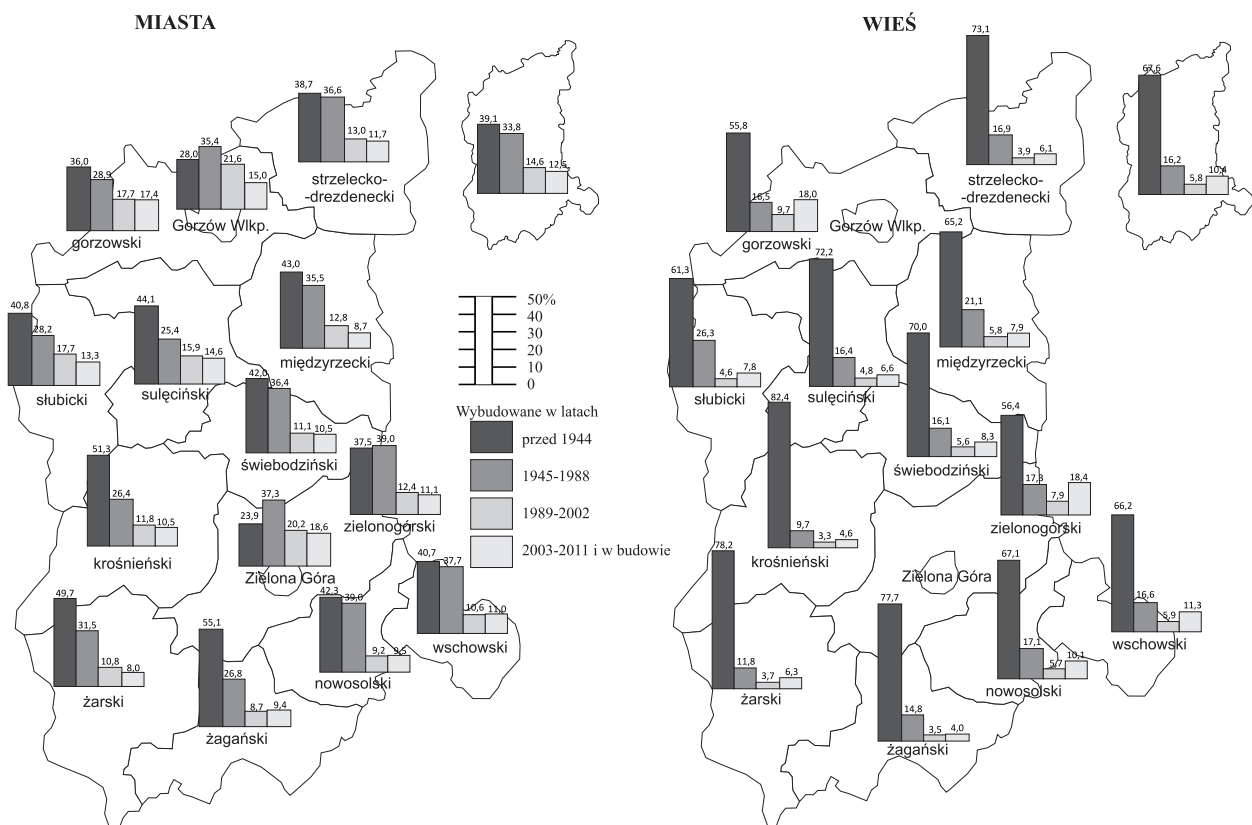 MIASTA
38,7 36,6 13,0 11,7
strzelecko-
-drezdenecki
39,1 33,8 14,6 12,5
28,0 35,4 21,6 15,0
Gorzów Wlkp.
36,0 28,9 17,7 17,4
gorzowski
43,0 35,5 12,8 8,7
międzyrzecki
40,8 28,2 17,7 13,3
słubicki
44,1 25,4 15,9 14,6
sulęciński
42,0 36,4 11,1 10,5
świebodziński
37,5 39,0 12,4 11,1
zielonogórski
51,3 26,4 11,8 10,5
krośnieński
23,9 37,3 20,2 18,6
Zielona Góra
40,7 37,7 10,6 11,0
wschowski
49,7 31,5 10,8 8,0
żarski
55,1 26,8 8,7 9,4
żagański
42,3 39,0 9,2 9,5
nowosolski
50%
40
30
20
10
0
Wybudowane w latach
przed 1944
1945-1988
1989-2002
2003-2011 i w budowie
WIEŚ
73,1 16,9 3,9 6,1
strzelecko-
-drezdenecki
67,6 16,2 5,8 10,4
55,8 16,5 9,7 18,0
gorzowski
Gorzów Wlkp.
65,2 21,1 5,8 7,9
międzyrzecki
61,3 26,3 4,6 7,8
słubicki
72,2 16,4 4,8 6,6
sulęciński
70,0 16,1 5,6 8,3
świebodziński
56,4 17,3 7,9 18,4
zielonogórski
82,4 9,7 3,3 4,6
krośnieński
Zielona Góra
66,2 16,6 5,9 11,3
wschowski
78,2 11,8 3,7 6,3
żarski
77,7 14,8 3,5 4,0
żagański
67,1 17,1 5,7 10,1
nowosolski